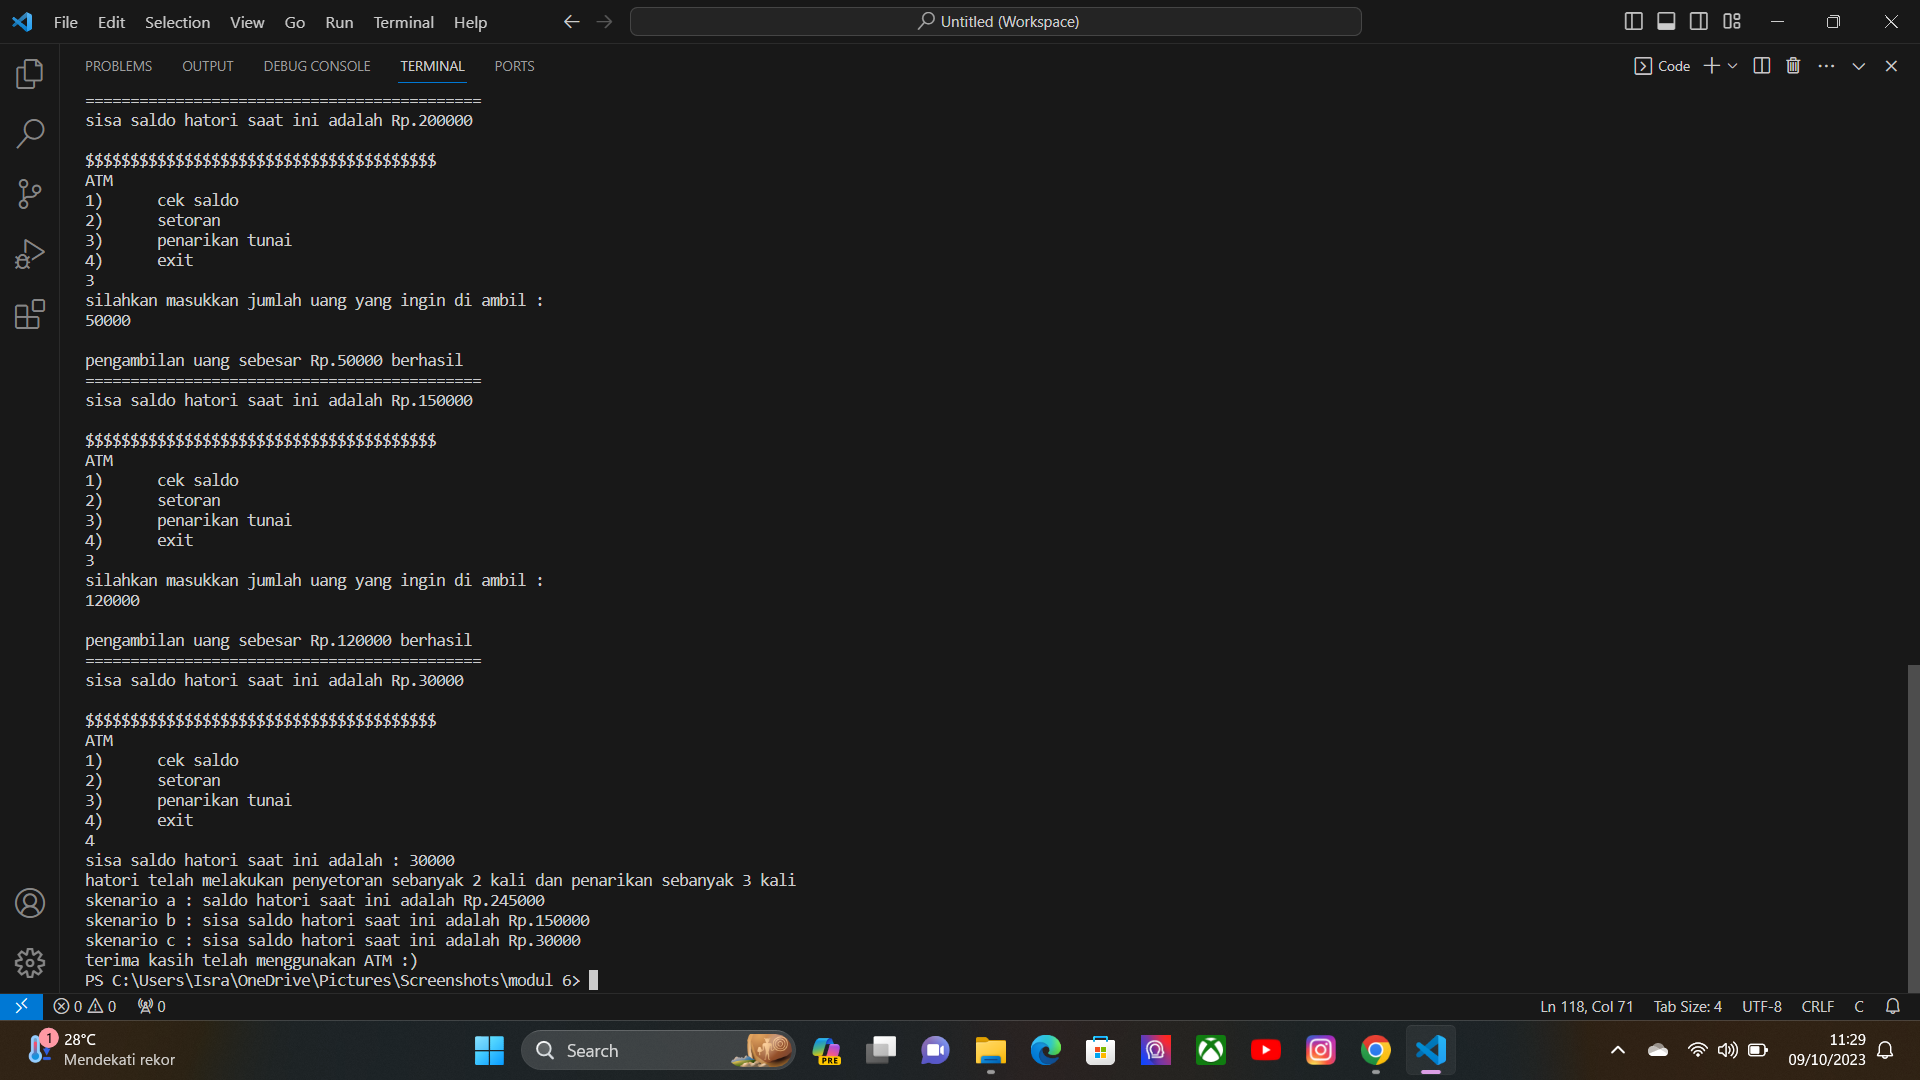 File Edit Selection View Go Run Terminal Help
Untitled (Workspace)
PROBLEMS OUTPUT DEBUG CONSOLE TERMINAL PORTS
Code
============================================
sisa saldo hatori saat ini adalah Rp.200000
$$$$$$$$$$$$$$$$$$$$$$$$$$$$$$$$$$$$$$$
ATM
1) cek saldo
2) setoran
3) penarikan tunai
4) exit
3
silahkan masukkan jumlah uang yang ingin di ambil :
50000
pengambilan uang sebesar Rp.50000 berhasil
============================================
sisa saldo hatori saat ini adalah Rp.150000
$$$$$$$$$$$$$$$$$$$$$$$$$$$$$$$$$$$$$$$
ATM
1) cek saldo
2) setoran
3) penarikan tunai
4) exit
3
silahkan masukkan jumlah uang yang ingin di ambil :
120000
pengambilan uang sebesar Rp.120000 berhasil
============================================
sisa saldo hatori saat ini adalah Rp.30000
$$$$$$$$$$$$$$$$$$$$$$$$$$$$$$$$$$$$$$$
ATM
1) cek saldo
2) setoran
3) penarikan tunai
4) exit
4
sisa saldo hatori saat ini adalah : 30000
hatori telah melakukan penyetoran sebanyak 2 kali dan penarikan sebanyak 3 kali
skenario a : saldo hatori saat ini adalah Rp.245000
skenario b : sisa saldo hatori saat ini adalah Rp.150000
skenario c : sisa saldo hatori saat ini adalah Rp.30000
terima kasih telah menggunakan ATM :)
PS C:\Users\Isra\OneDrive\Pictures\Screenshots\modul 6>
0 0 0 Ln 118, Col 71 Tab Size: 4 UTF-8 CRLF C
1 28°C
Mendekati rekor
Search
PRE
11:29
09/10/2023